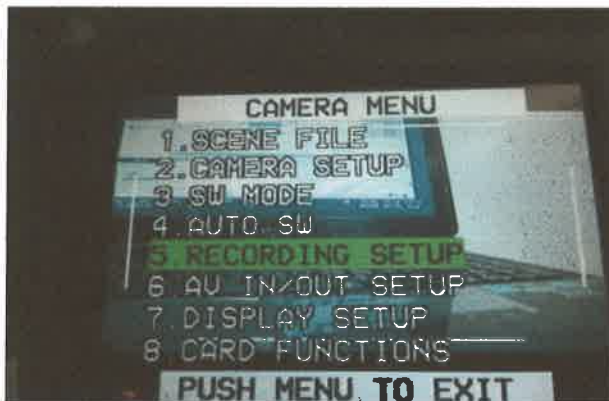 CAMERA MENU
1.SCENE FILE
2.CAMERA SETUP
3 SW MODE
4.AUTO SW
5.RECORDING SETUP
6 AV IN/OUT SETUP
7.DISPLAY SETUP
8 CARD FUNCTIONS
PUSH MENU TO EXIT